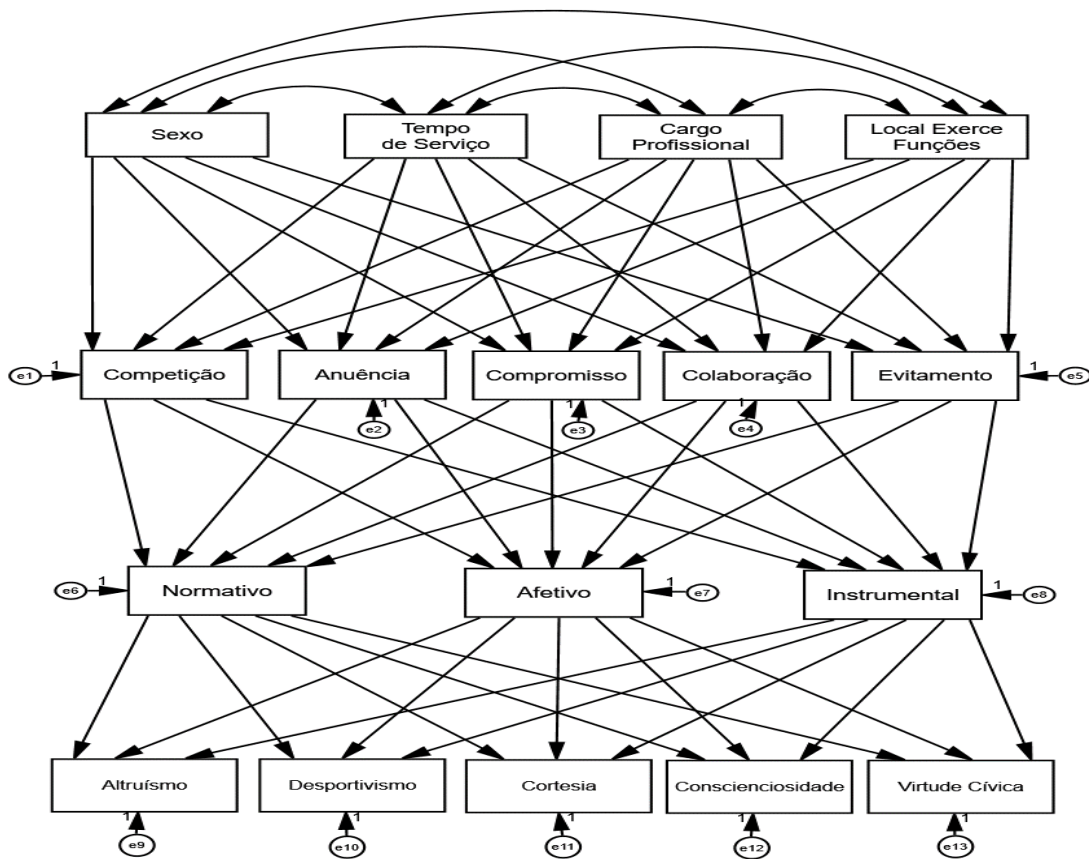 Sexo
Tempo
de Serviço
Cargo
Profissional
Local Exerce
Funções
e1
1
Competição
Anuência
Compromisso
Colaboração
Evitamento
1
e5
1
e2
1
e3
1
e4
e6
1
Normativo
Afetivo
1
e7
Instrumental
1
e8
Altruísmo
Desportivismo
Cortesia
Conscienciosidade
Virtude Cívica
1
e9
1
e10
1
e11
1
e12
1
e13